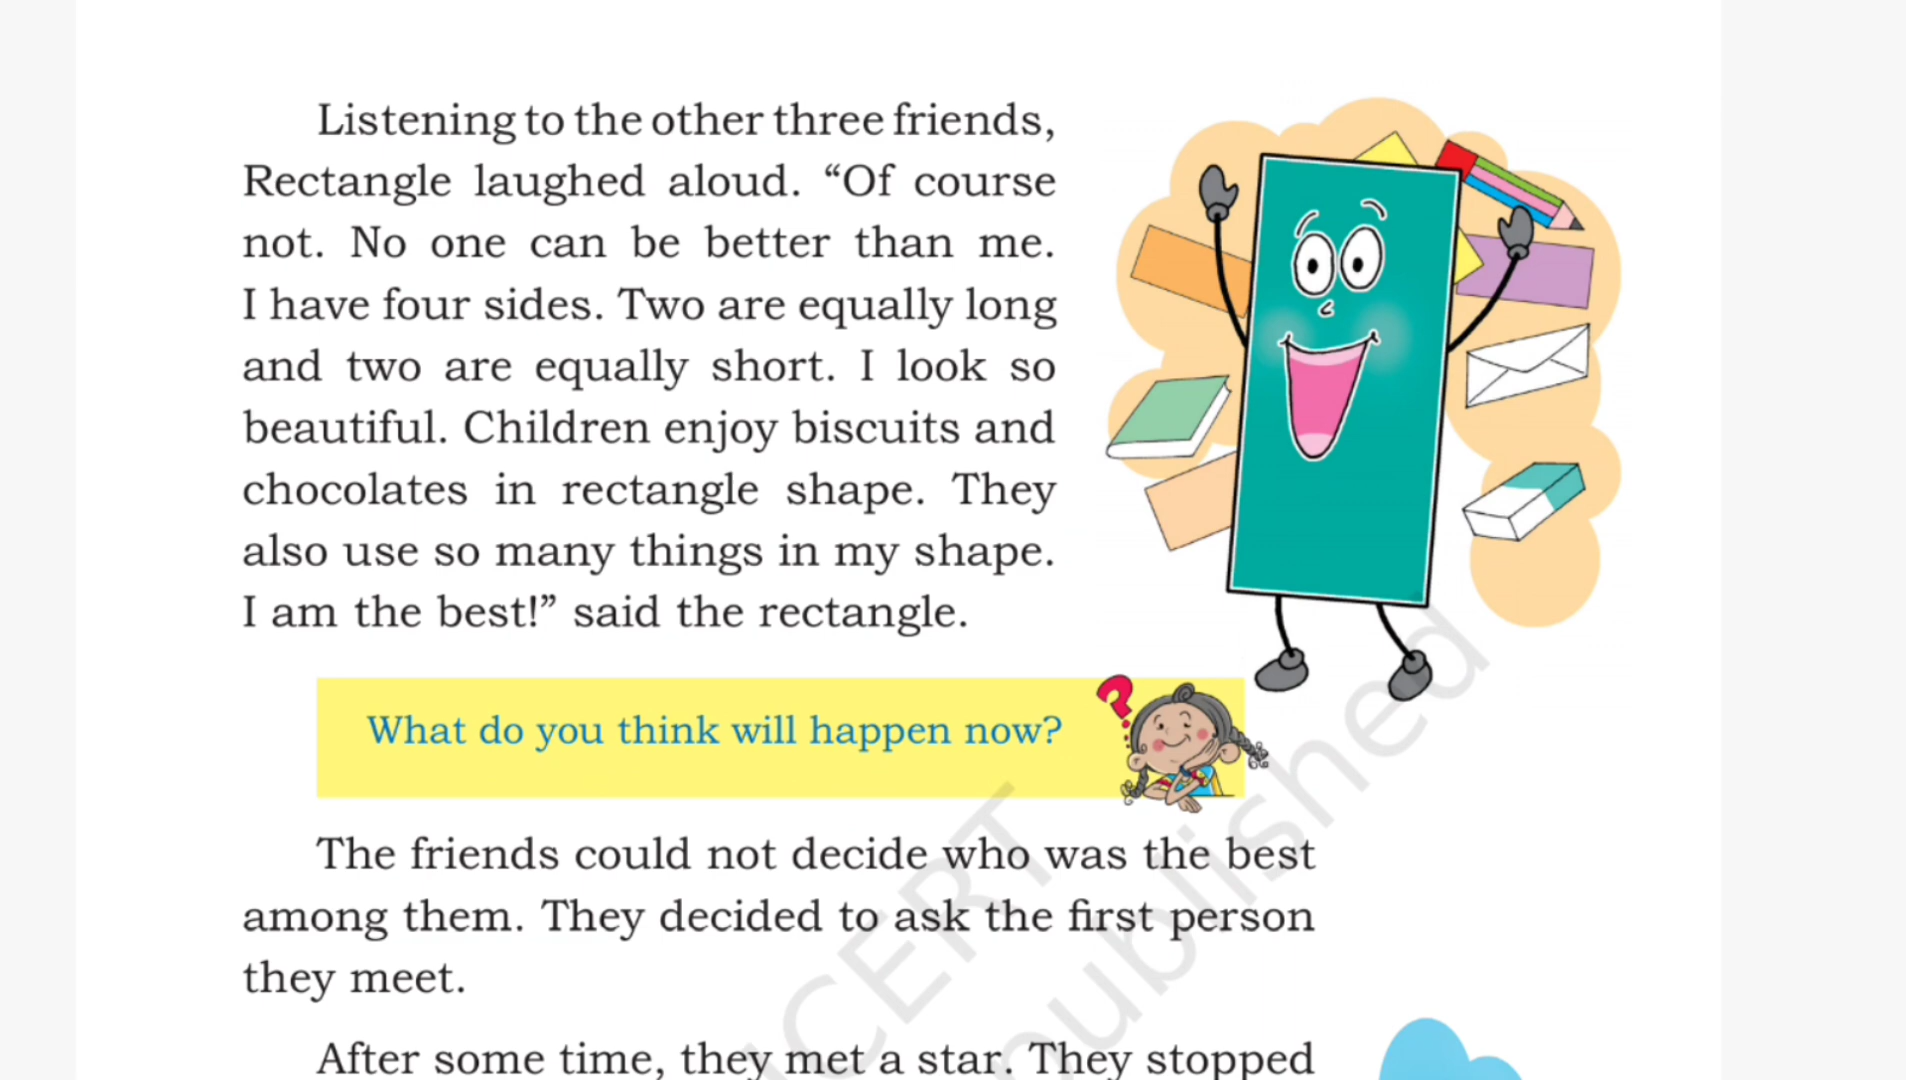 Listening to the other three friends,
Rectangle laughed aloud. “Of course
not. No one can be better than me.
I have four sides. Two are equally long
and two are equally short. I look so
beautiful. Children enjoy biscuits and
chocolates in rectangle shape. They
also use so many things in my shape.
I am the best!” said the rectangle.
What do you think will happen now?
The friends could not decide who was the best
among them. They decided to ask the first person
they meet.
After some time, they met a star. They stopped